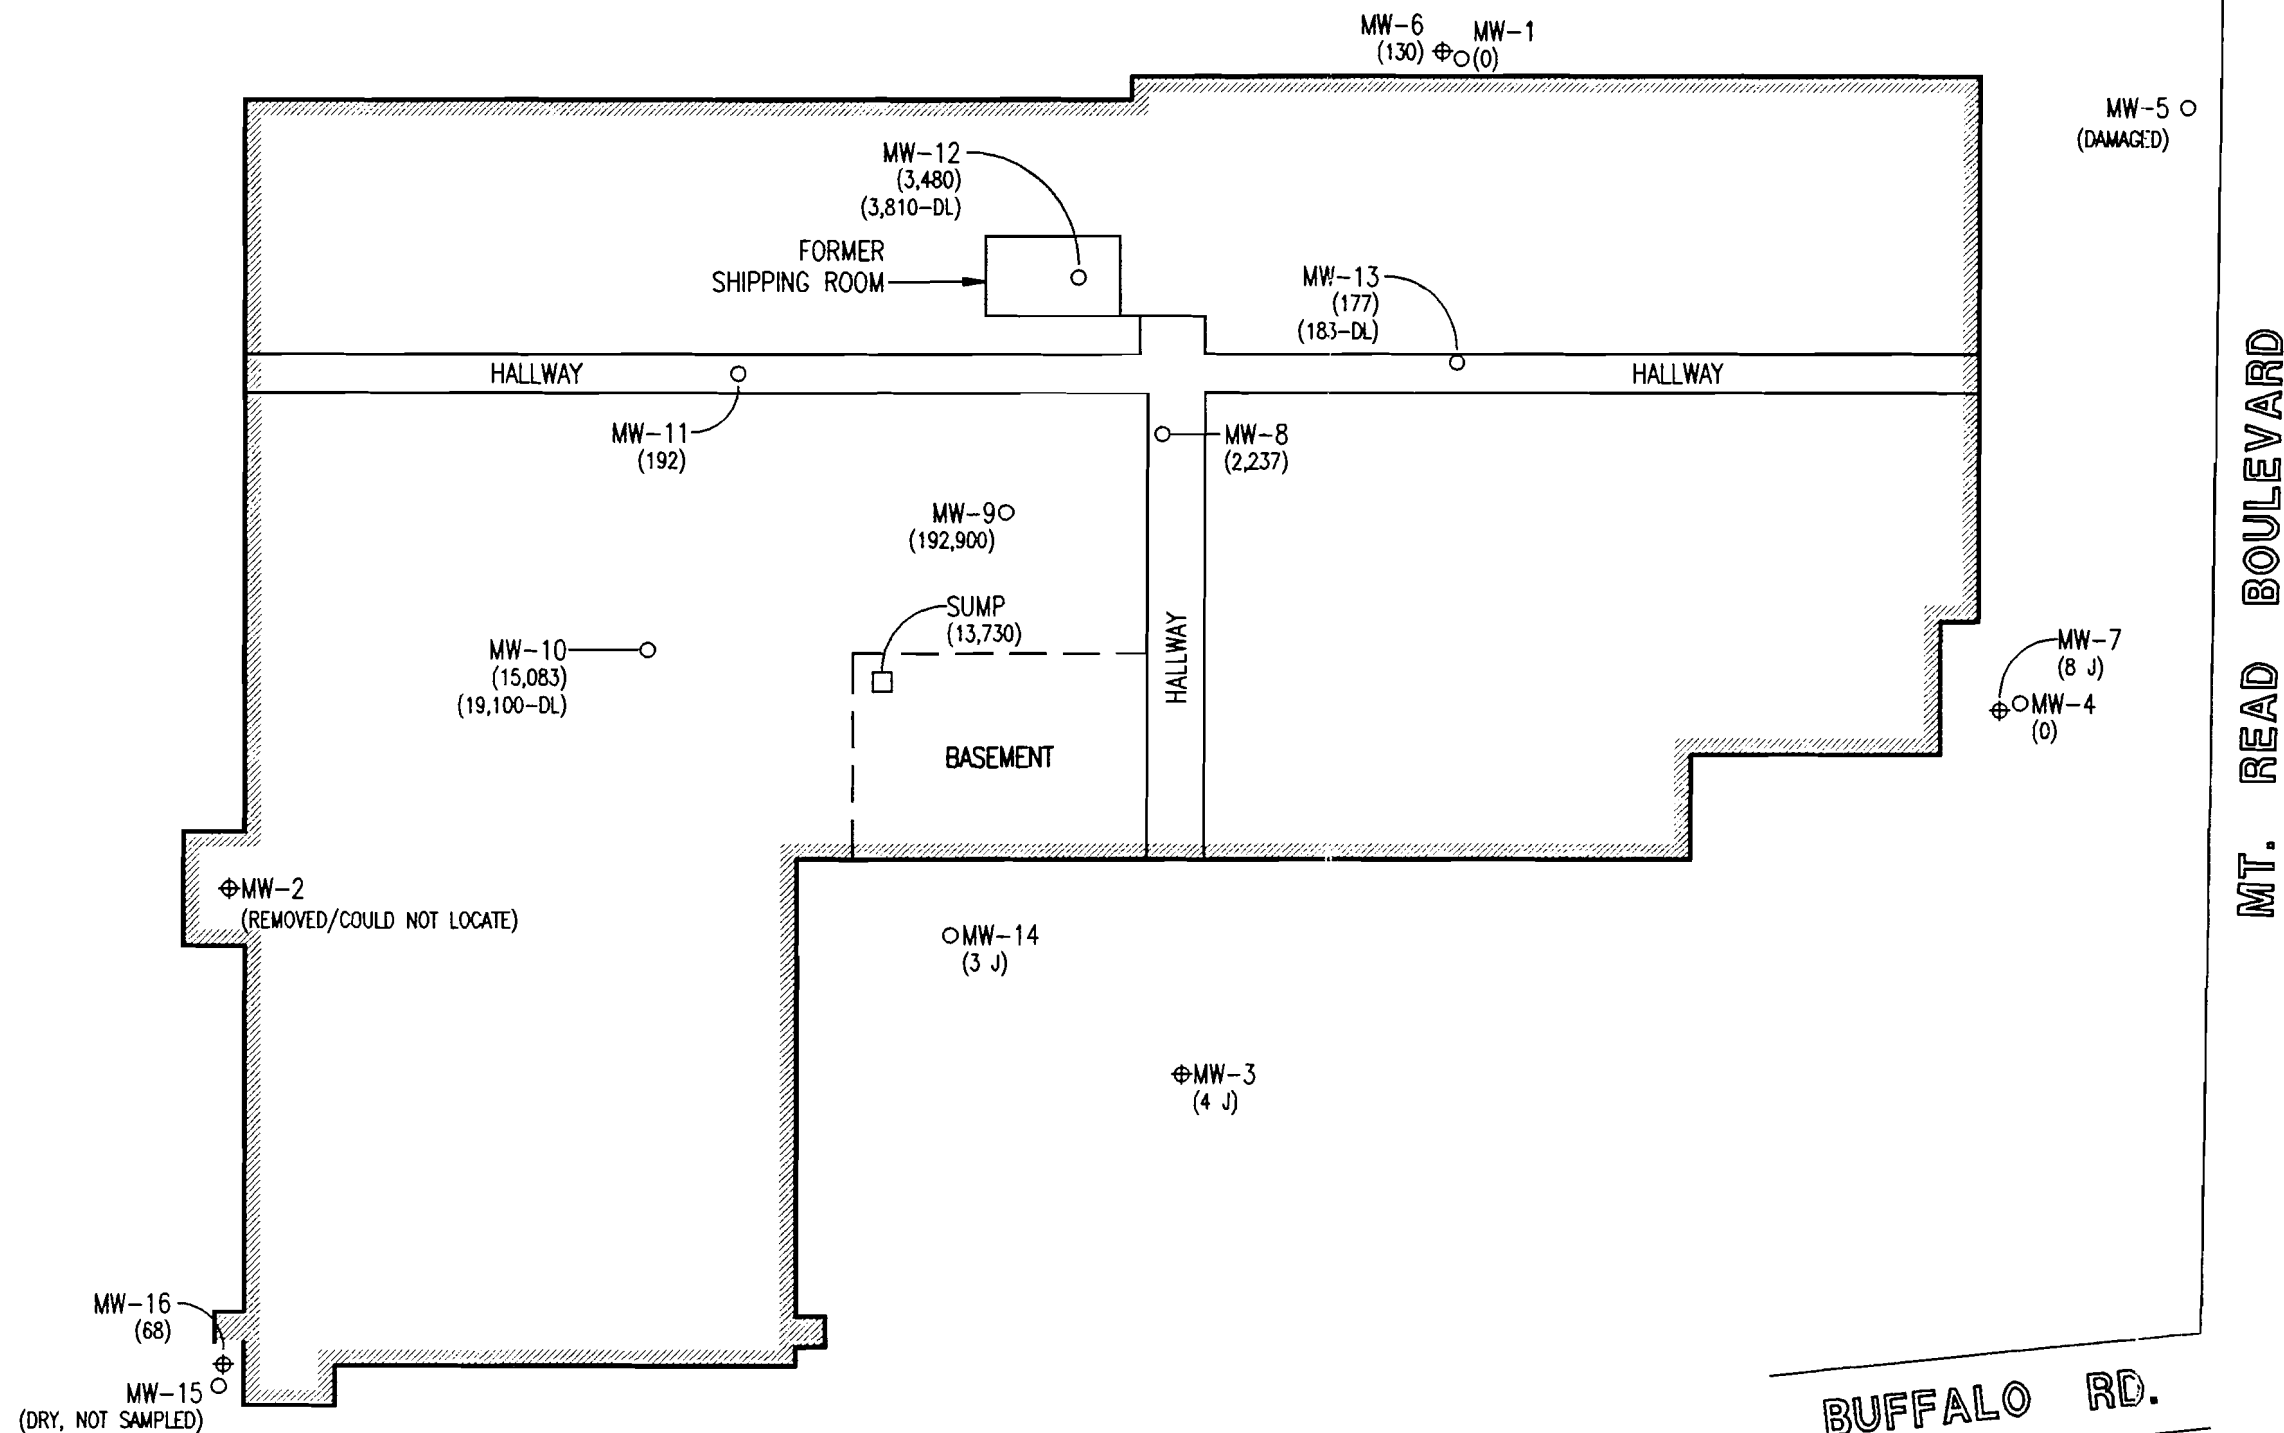 MW-6
(130)
MW-1
(0)
MW-5
(DAMAGED)
MW-12
(3,480)
(3,810-DL)
FORMER
SHIPPING ROOM
MW-13
(177)
(183-DL)
HALLWAY
HALLWAY
MW-11
(192)
MW-8
(2,237)
MW-9
(192,900)
SUMP
(13,730)
MW-10
(15,083)
(19,100-DL)
HALLWAY
BASEMENT
MW-7
(8 J)
MW-4
(0)
MT. READ BOULEVARD
MW-2
(REMOVED/COULD NOT LOCATE)
MW-14
(3 J)
MW-3
(4 J)
MW-16
(68)
MW-15
(DRY, NOT SAMPLED)
BUFFALO RD.